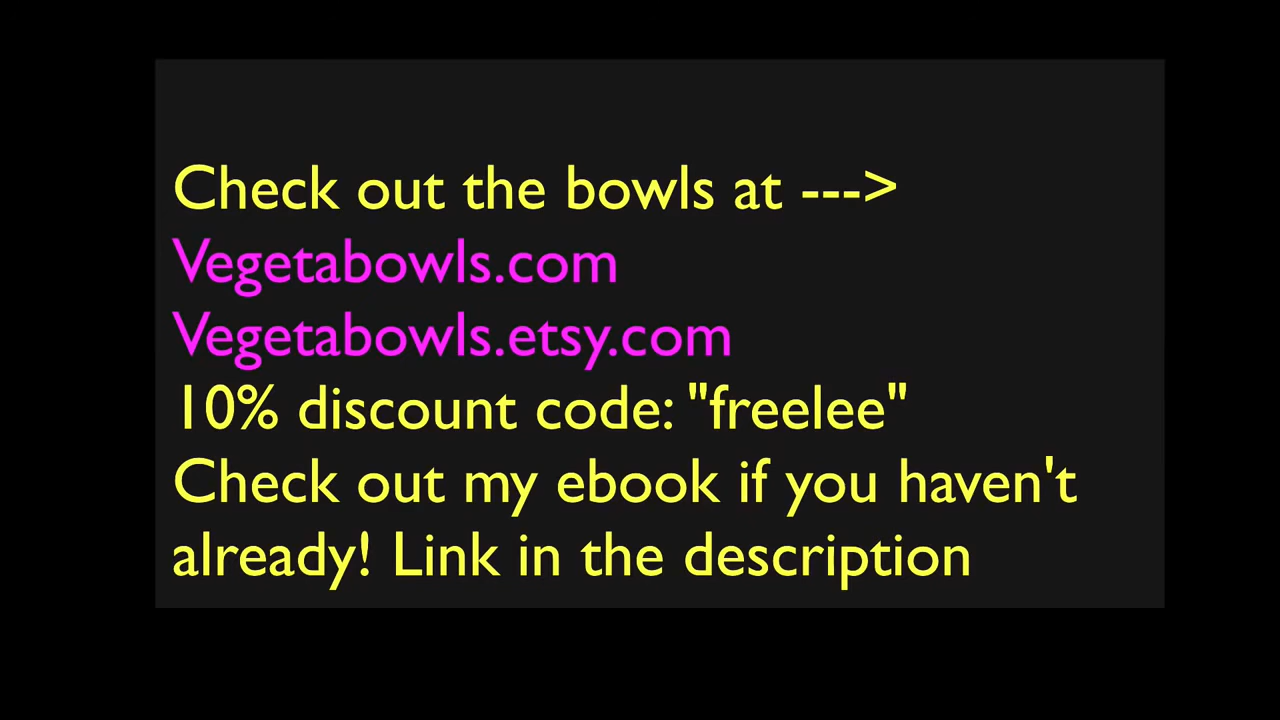 Check out the bowls at --->
Vegetabowls.com
Vegetabowls.etsy.com
10% discount code: "freelee"
Check out my ebook if you haven't
already! Link in the description